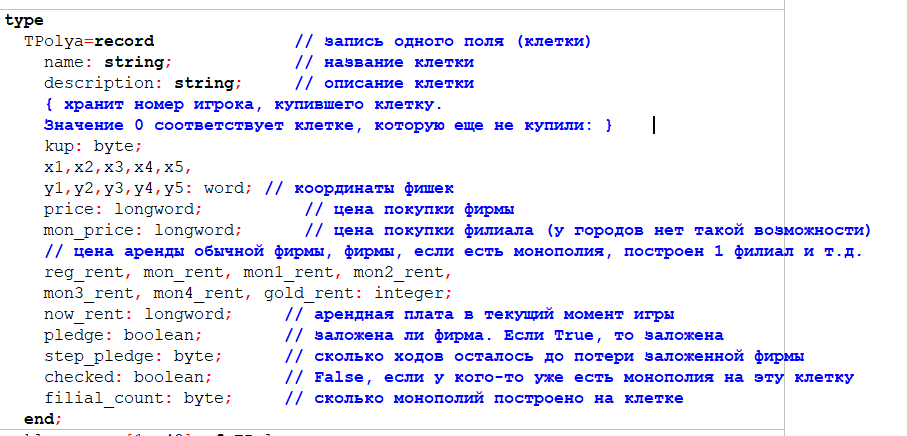 type
TPolya=record // запись одного поля (клетки)
name: string; // название клетки
description: string; // описание клетки
{ хранит номер игрока, купившего клетку.
Значение 0 соответствует клетке, которую еще не купили: }
kup: byte;
x1,x2,x3,x4,x5,
y1,y2,y3,y4,y5: word; // координаты фишек
price: longword; // цена покупки фирмы
mon_price: longword; // цена покупки филиала (у городов нет такой возможности)
// цена аренды обычной фирмы, фирмы, если есть монополия, построен 1 филиал и т.д.
reg_rent, mon_rent, mon1_rent, mon2_rent,
mon3_rent, mon4_rent, gold_rent: integer;
now_rent: longword; // арендная плата в текущий момент игры
pledge: boolean; // заложена ли фирма. Если True, то заложена
step_pledge: byte; // сколько ходов осталось до потери заложенной фирмы
checked: boolean; // False, если у кого-то уже есть монополия на эту клетку
filial_count: byte; // сколько монополий построено на клетке
end;